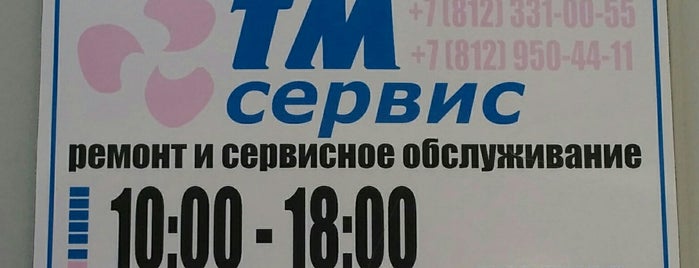 ТМ +7 (812) 331-00-55
+7 (812) 950-44-11
сервис
ремонт и сервисное обслуживание
10:00 - 18:00